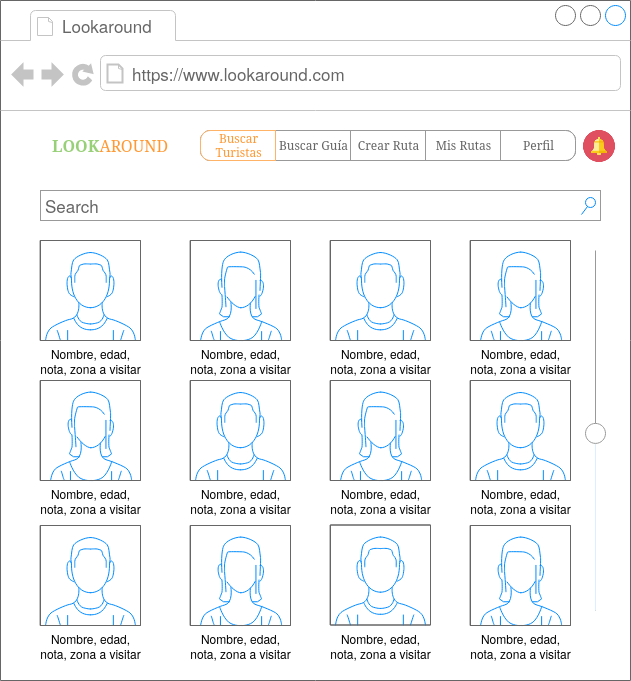 Lookaround
https://www.lookaround.com
LOOKAROUND
Buscar
Turistas
Buscar Guía
Crear Ruta
Mis Rutas
Perfil
Search
Nombre, edad,
nota, zona a visitar
Nombre, edad,
nota, zona a visitar
Nombre, edad,
nota, zona a visitar
Nombre, edad,
nota, zona a visitar
Nombre, edad,
nota, zona a visitar
Nombre, edad,
nota, zona a visitar
Nombre, edad,
nota, zona a visitar
Nombre, edad,
nota, zona a visitar
Nombre, edad,
nota, zona a visitar
Nombre, edad,
nota, zona a visitar
Nombre, edad,
nota, zona a visitar
Nombre, edad,
nota, zona a visitar